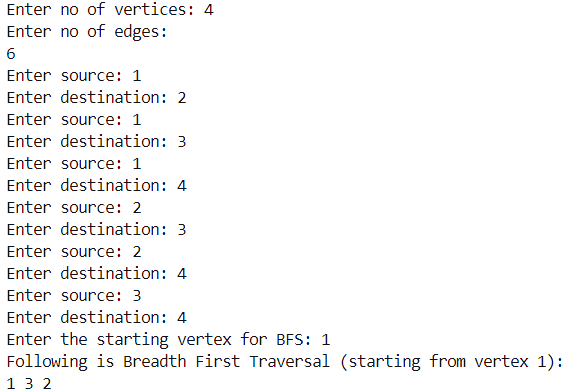 Enter no of vertices: 4
Enter no of edges:
6
Enter source: 1
Enter destination: 2
Enter source: 1
Enter destination: 3
Enter source: 1
Enter destination: 4
Enter source: 2
Enter destination: 3
Enter source: 2
Enter destination: 4
Enter source: 3
Enter destination: 4
Enter the starting vertex for BFS: 1
Following is Breadth First Traversal (starting from vertex 1):
1 3 2